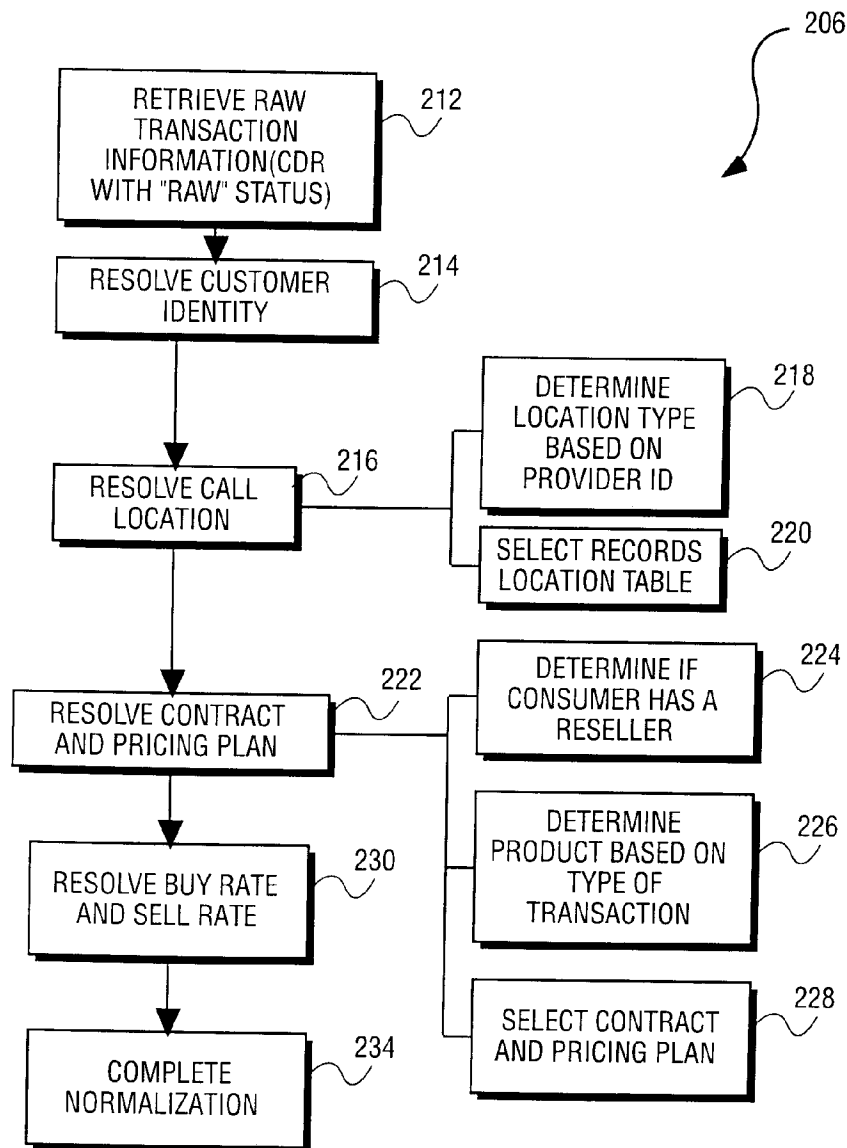 206
RETRIEVE RAW
TRANSACTION
INFORMATION(CDR
WITH "RAW" STATUS)
212
RESOLVE CUSTOMER
IDENTITY
214
RESOLVE CALL
LOCATION
216
DETERMINE
LOCATION TYPE
BASED ON
PROVIDER ID
218
SELECT RECORDS
LOCATION TABLE
220
RESOLVE CONTRACT
AND PRICING PLAN
222
DETERMINE IF
CONSUMER HAS A
RESELLER
224
DETERMINE
PRODUCT BASED ON
TYPE OF
TRANSACTION
226
SELECT CONTRACT
AND PRICING PLAN
228
RESOLVE BUY RATE
AND SELL RATE
230
COMPLETE
NORMALIZATION
234